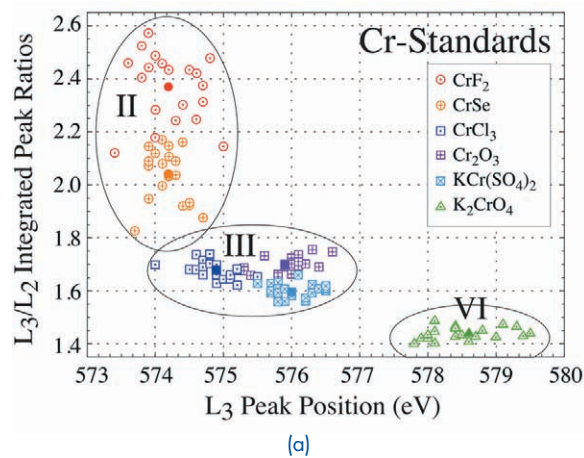 Cr-Standards
II
III
VI
CrF₂
CrSe
CrCl₃
Cr₂O₃
KCr(SO₄)₂
K₂CrO₄
L₃/L₂ Integrated Peak Ratios
2.6
2.4
2.2
2.0
1.8
1.6
1.4
573 574 575 576 577 578 579 580
L₃ Peak Position (eV)
(a)